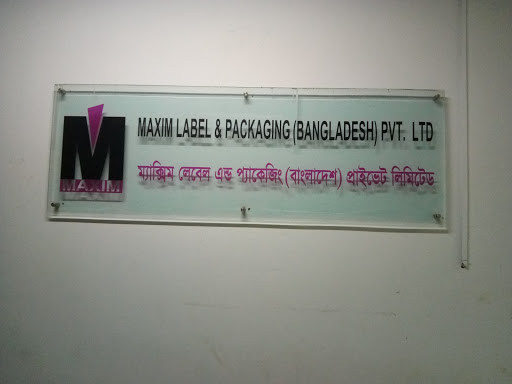 MAXIM LABEL & PACKAGING (BANGLADESH) PVT. LTD
ম্যাক্সিম লেবেল এন্ড প্যাকেজিং (বাংলাদেশ) প্রাইভেট লিমিটেড
M
MAXIM